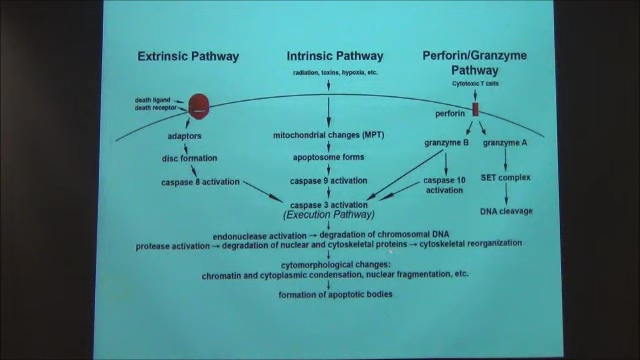 Extrinsic Pathway
Intrinsic Pathway
Perforin/Granzyme
Pathway
radiation, toxins, hypoxia, etc.
Cytotoxic T cells
death ligand
death receptor
perforin
adaptors
mitochondrial changes (MPT)
granzyme B
granzyme A
disc formation
apoptosome forms
caspase 8 activation
caspase 9 activation
caspase 10
activation
SET complex
caspase 3 activation
(Execution Pathway)
DNA cleavage
endonuclease activation → degradation of chromosomal DNA
protease activation → degradation of nuclear and cytoskeletal proteins → cytoskeletal reorganization
cytomorphological changes:
chromatin and cytoplasmic condensation, nuclear fragmentation, etc.
formation of apoptotic bodies